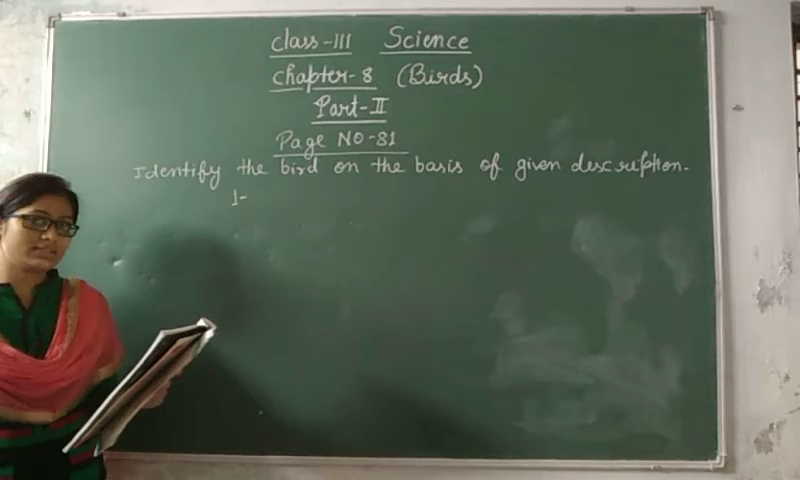 Class-III Science
Chapter-8 (Birds)
Part-II
Page NO-81
Identify the bird on the basis of given description.
1-